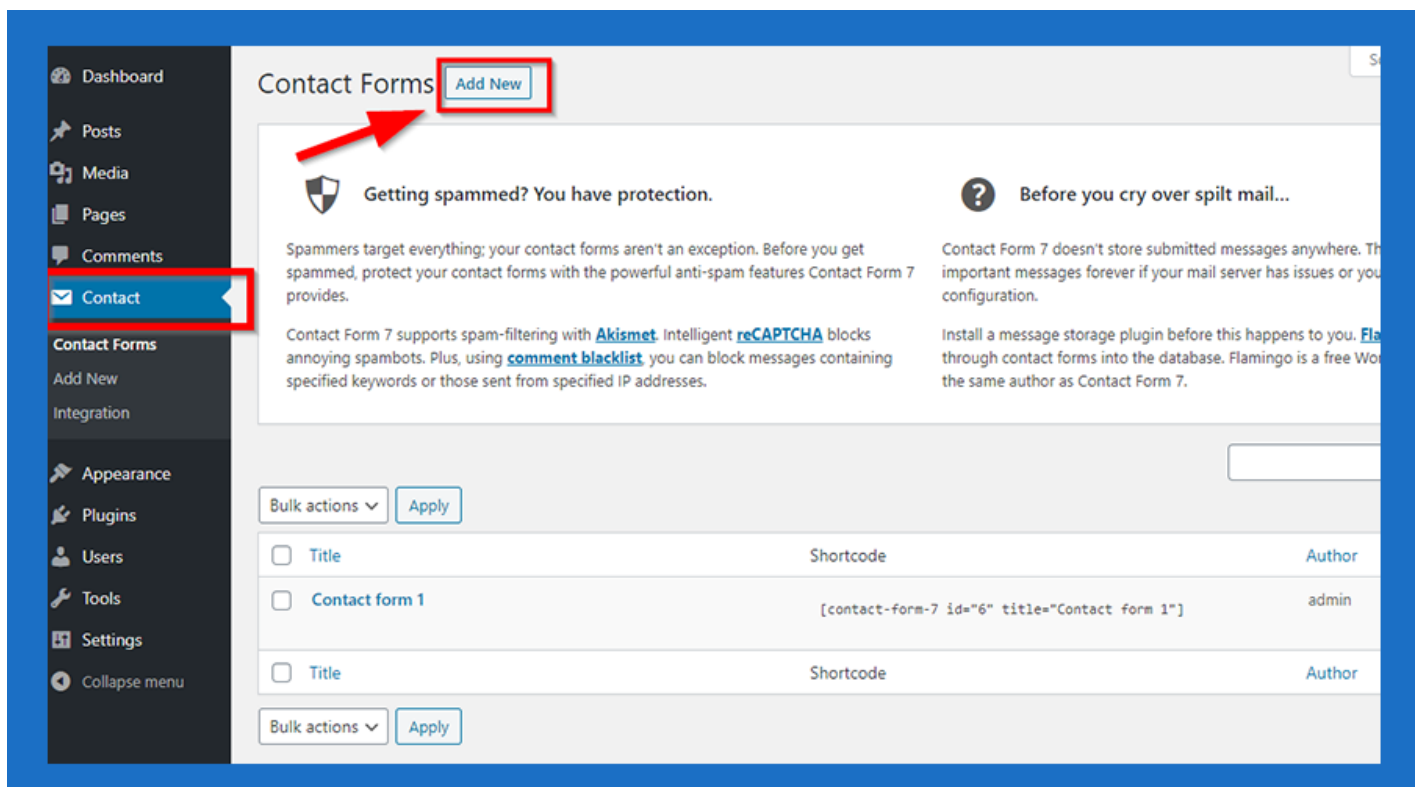 Dashboard
Posts
Media
Pages
Comments
Contact
Contact Forms
Add New
Integration
Appearance
Plugins
Users
Tools
Settings
Collapse menu
Contact Forms Add New
Getting spammed? You have protection.
Spammers target everything; your contact forms aren't an exception. Before you get
spammed, protect your contact forms with the powerful anti-spam features Contact Form 7
provides.
Contact Form 7 supports spam-filtering with Akismet. Intelligent reCAPTCHA blocks
annoying spambots. Plus, using comment blacklist, you can block messages containing
specified keywords or those sent from specified IP addresses.
Before you cry over spilt mail...
Contact Form 7 doesn't store submitted messages anywhere.
important messages forever if your mail server has issues or
configuration.
Install a message storage plugin before this happens to you.
through contact forms into the database. Flamingo is a free
the same author as Contact Form 7.
Bulk actions Apply
Title Shortcode Author
Contact form 1 [contact-form-7 id="6" title="Contact form 1"] admin
Title Shortcode Author
Bulk actions Apply